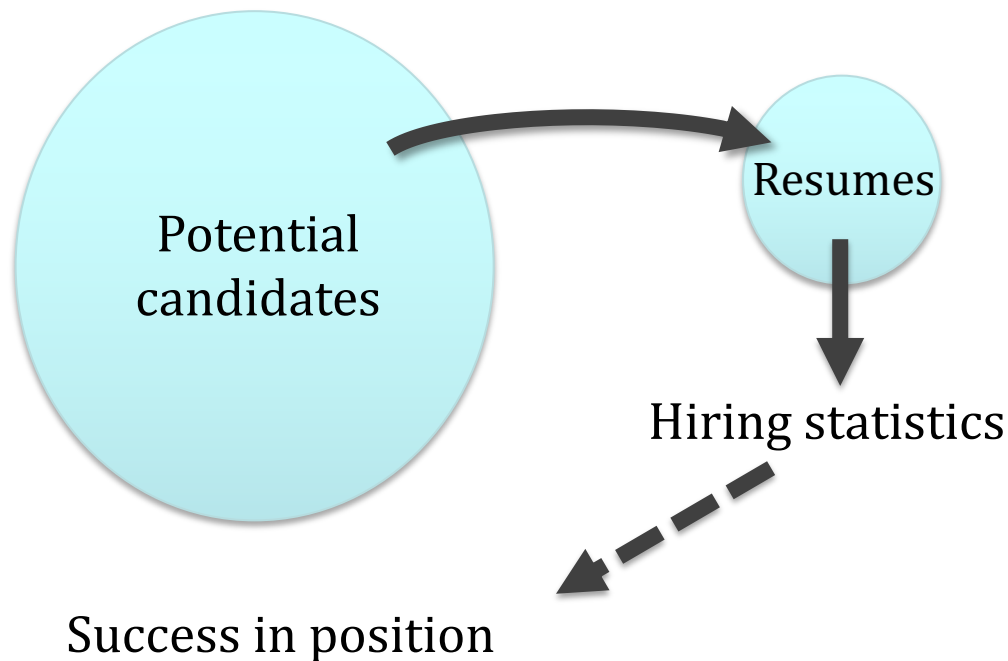 Potential
candidates
Resumes
Hiring statistics
Success in position